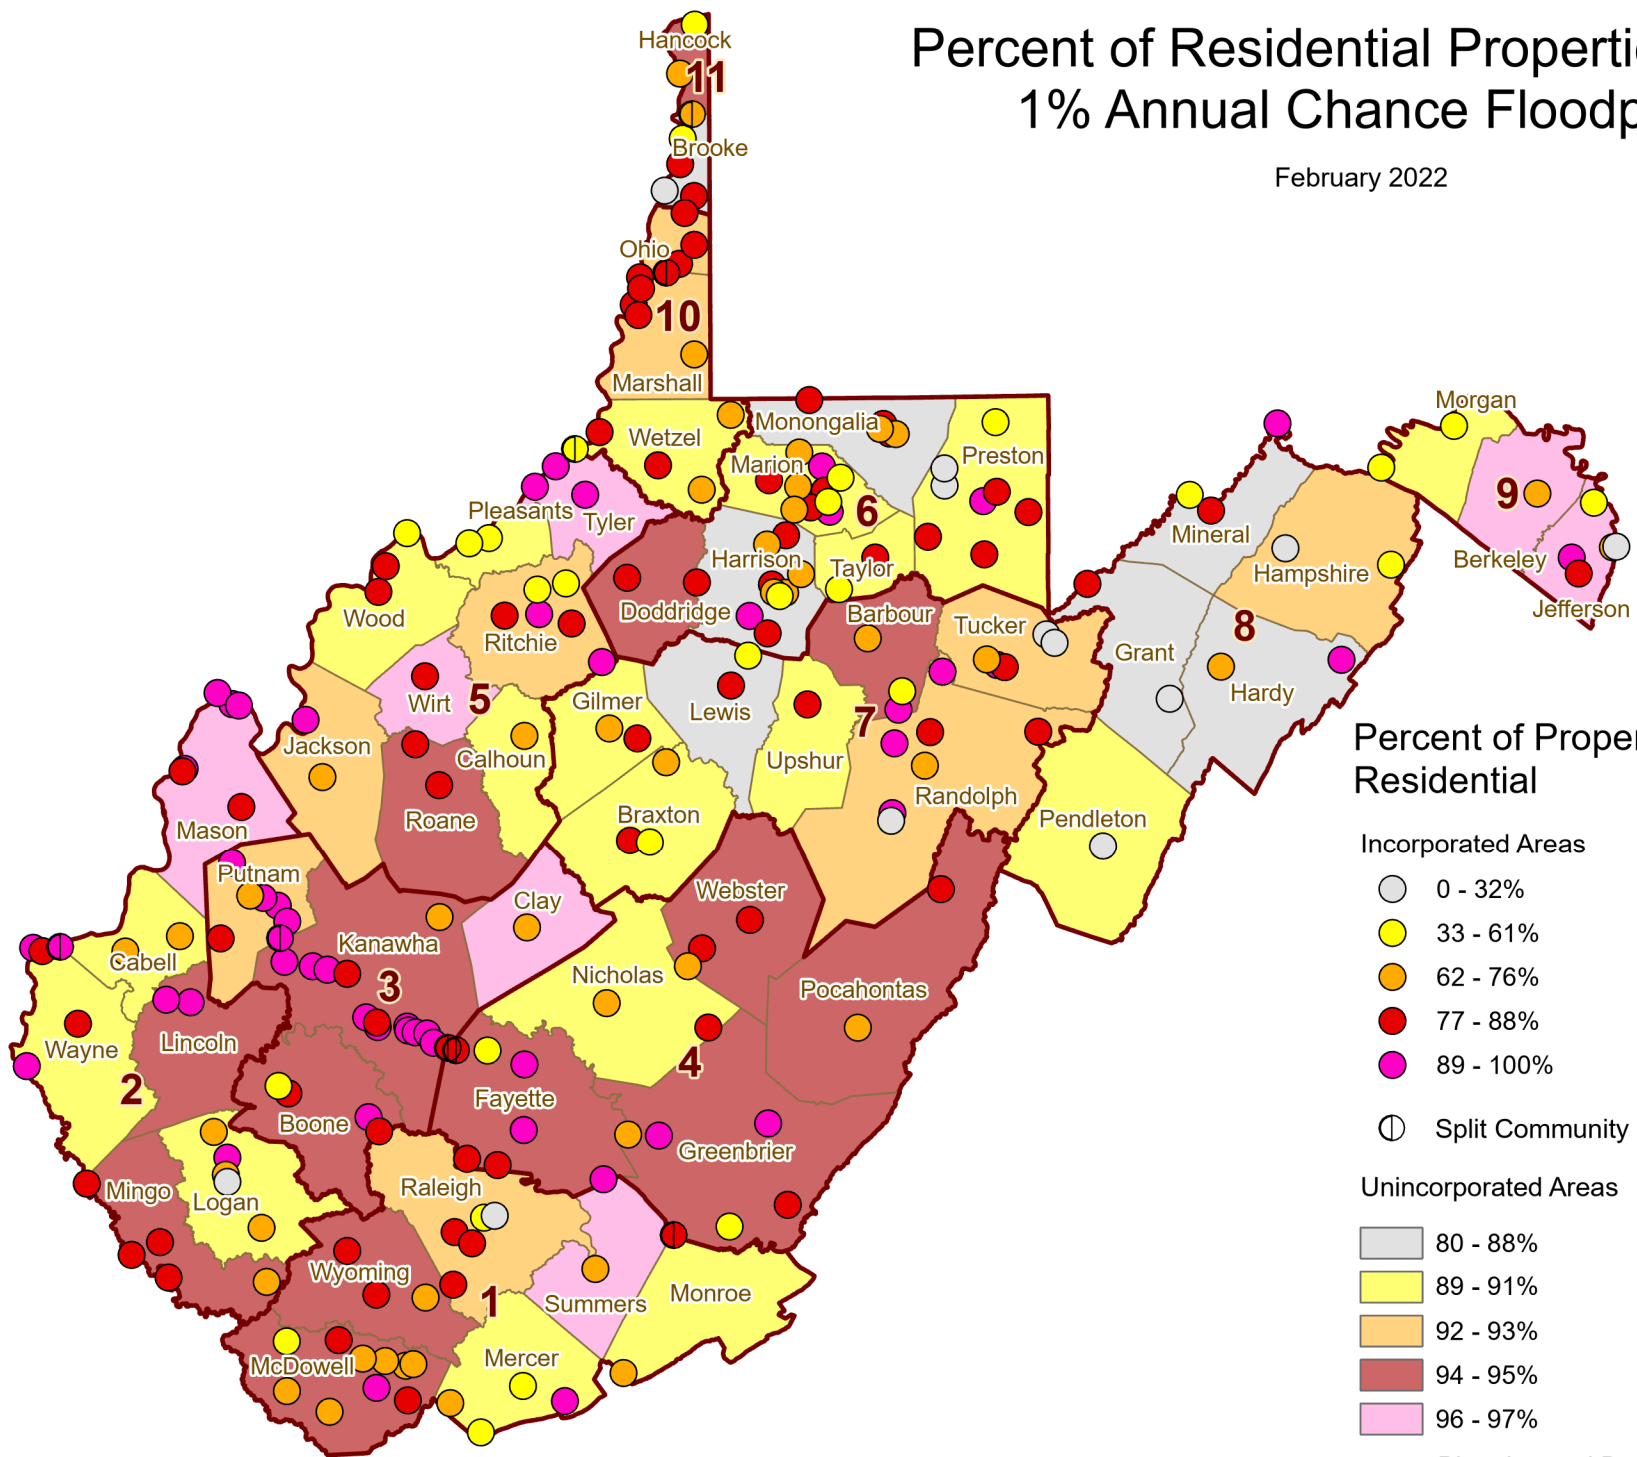 Percent of Residential Properti
1% Annual Chance Floodp
February 2022
Hancock
11
Brooke
Ohio
10
Marshall
Wetzel
Monongalia
Marion
Preston
Morgan
9
Pleasants
Tyler
6
Mineral
Berkeley
Harrison
Taylor
Hampshire
Jefferson
Wood
Doddridge
Barbour
Tucker
8
Ritchie
Grant
Hardy
Wirt
5
Gilmer
Lewis
7
Jackson
Calhoun
Upshur
Randolph
Roane
Braxton
Pendleton
Mason
Putnam
Webster
Clay
Kanawha
Cabell
Nicholas
3
Pocahontas
Lincoln
Wayne
4
2
Fayette
Boone
Greenbrier
Raleigh
Mingo
Logan
Wyoming
1
Summers
Monroe
McDowell
Mercer
Percent of Proper
Residential
Incorporated Areas
0 - 32%
33 - 61%
62 - 76%
77 - 88%
89 - 100%
Split Community
Unincorporated Areas
80 - 88%
89 - 91%
92 - 93%
94 - 95%
96 - 97%